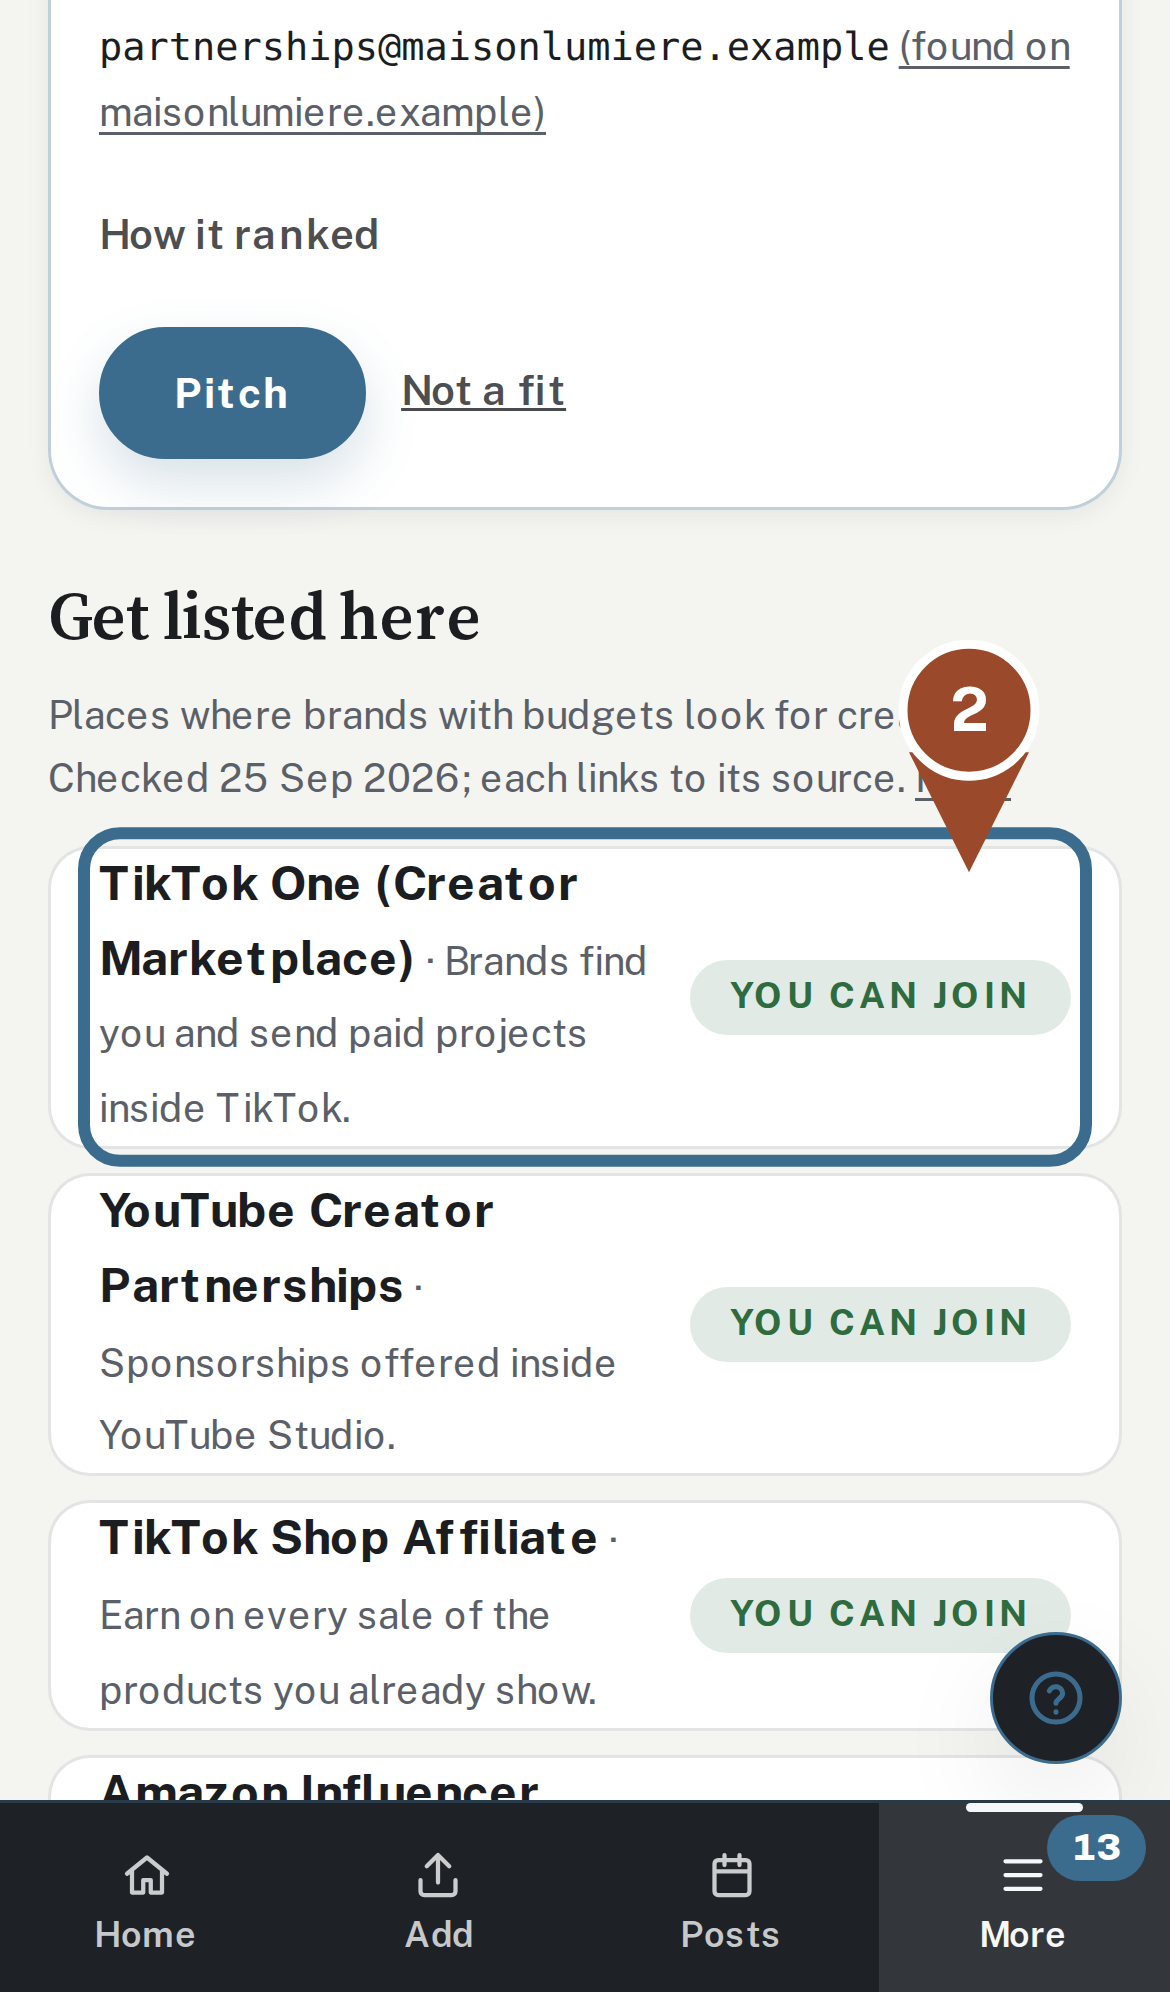 partnerships@maisonlumiere.example (found on
maisonlumiere.example)
How it ranked
Pitch
Not a fit
Get listed here
Places where brands with budgets look for
2
Checked 25 Sep 2026; each links to its source.
TikTok One (Creator
Marketplace) · Brands find
you and send paid projects
inside TikTok.
YOU CAN JOIN
YouTube Creator
Partnerships ·
Sponsorships offered inside
YouTube Studio.
YOU CAN JOIN
TikTok Shop Affiliate ·
Earn on every sale of the
products you already show.
YOU CAN JOIN
Amazon Influencer
13
Home
Add
Posts
More